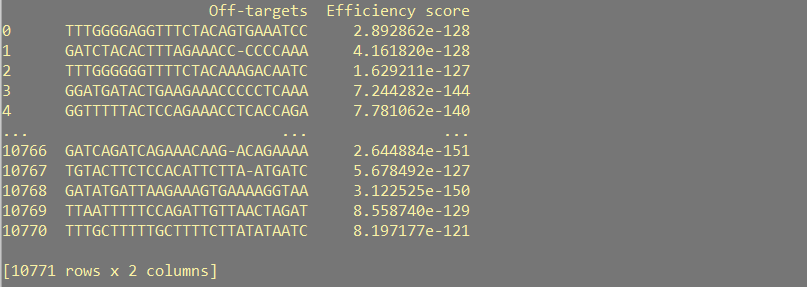 Off-targets Efficiency score
0 TTTGGGGAGGTTTCTACAGTGAAATCC 2.892862e-128
1 GATCTACACTTTAGAAACC-CCCCAAA 4.161820e-128
2 TTTGGGGGGTTTTCTACAAAGACAATC 1.629211e-127
3 GGATGATACTGAAGAAACCCCCTCAAA 7.244282e-144
4 GGTTTTTACTCCAGAAACCTCACCAGA 7.781062e-140
... ... ...
10766 GATCAGATCAGAAACAAG-ACAGAAAA 2.644884e-151
10767 TGTACTTCTCCACATTCTTA-ATGATC 5.678492e-127
10768 GATATGATTAAGAAAGTGAAAAGGTAA 3.122525e-150
10769 TTAATTTTTCCAGATTGTTAACTAGAT 8.558740e-129
10770 TTTGCTTTTTGCTTTTCTTATATAATC 8.197177e-121
[10771 rows x 2 columns]